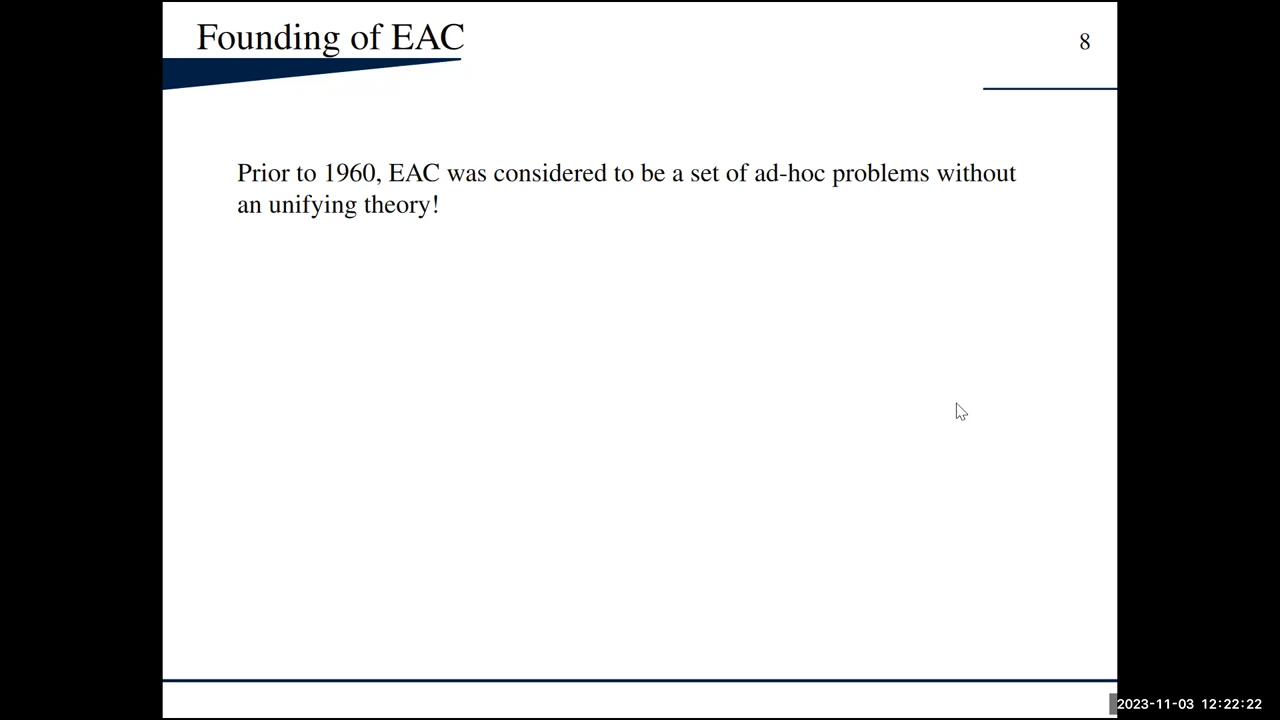 Founding of EAC
8
Prior to 1960, EAC was considered to be a set of ad-hoc problems without
an unifying theory!
2023-11-03 12:22:22